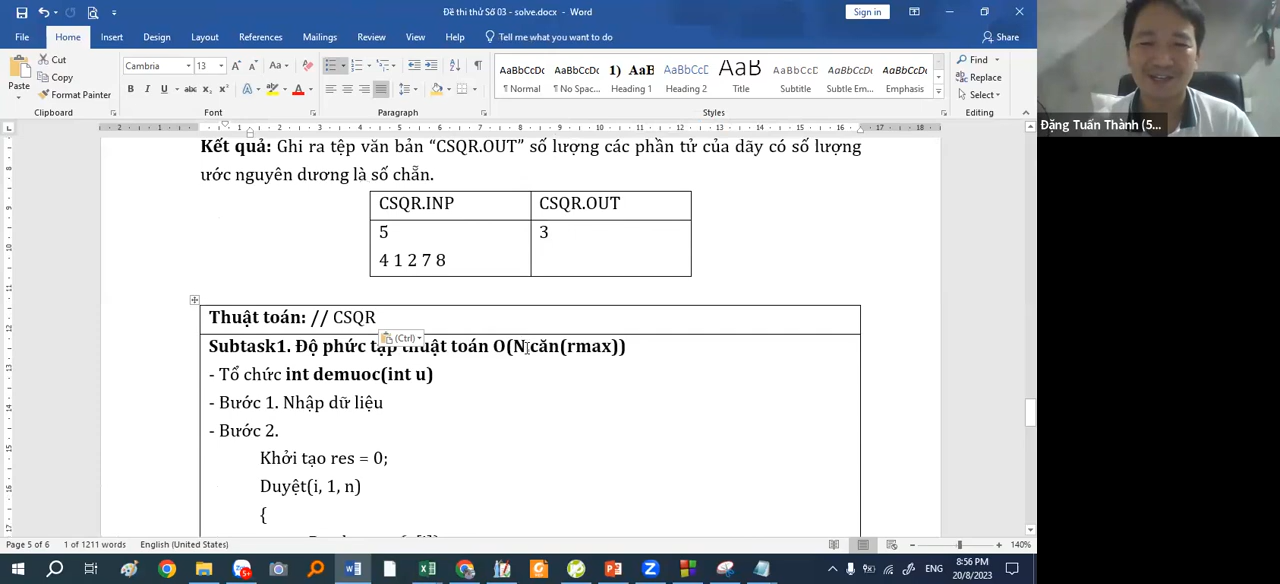 Đề thi thử Số 03 - solve.docx - Word
Sign in
File Home Insert Design Layout References Mailings Review View Help Tell me what you want to do Share
Cut
Copy
Format Painter
Paste
Clipboard
Cambria 13
Font
Paragraph
AaBbCcDc AaBbCcDc 1) AaB AaBbCcDc AaB AaBbCcDc AaBbCcDc AaBbCcDc
¶ Normal ¶ No Spac... Heading 1 Heading 2 Title Subtitle Subtle Em... Emphasis
Styles
Find
Replace
Select
Editing
Đặng Tuấn Thành (5...
Kết quả: Ghi ra tệp văn bản “CSQR.OUT” số lượng các phần tử của dãy có số lượng
ước nguyên dương là số chẵn.
CSQR.INP CSQR.OUT
5 3
4 1 2 7 8
Thuật toán: // CSQR
(Ctrl)
Subtask1. Độ phức tạp thuật toán O(N.căn(rmax))
- Tổ chức int demuoc(int u)
- Bước 1. Nhập dữ liệu
- Bước 2.
Khởi tạo res = 0;
Duyệt(i, 1, n)
{
Page 5 of 6 1 of 1211 words English (United States) 140%
ENG 8:56 PM
20/8/2023